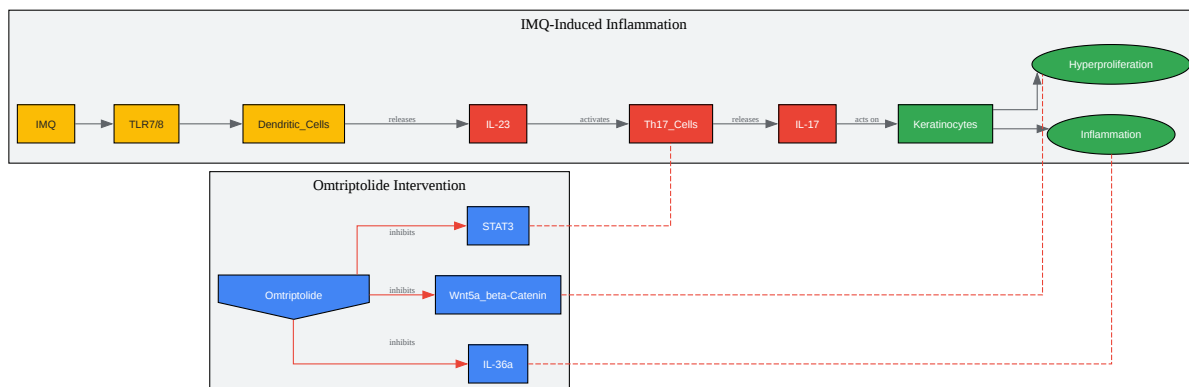 IMQ-Induced Inflammation
Hyperproliferation
IMQ
TLR7/8
Dendritic_Cells
releases
IL-23
activates
Th17_Cells
releases
IL-17
acts on
Keratinocytes
Inflammation
Omtriptolide Intervention
STAT3
inhibits
Omtriptolide
inhibits
Wnt5a_beta-Catenin
inhibits
IL-36a